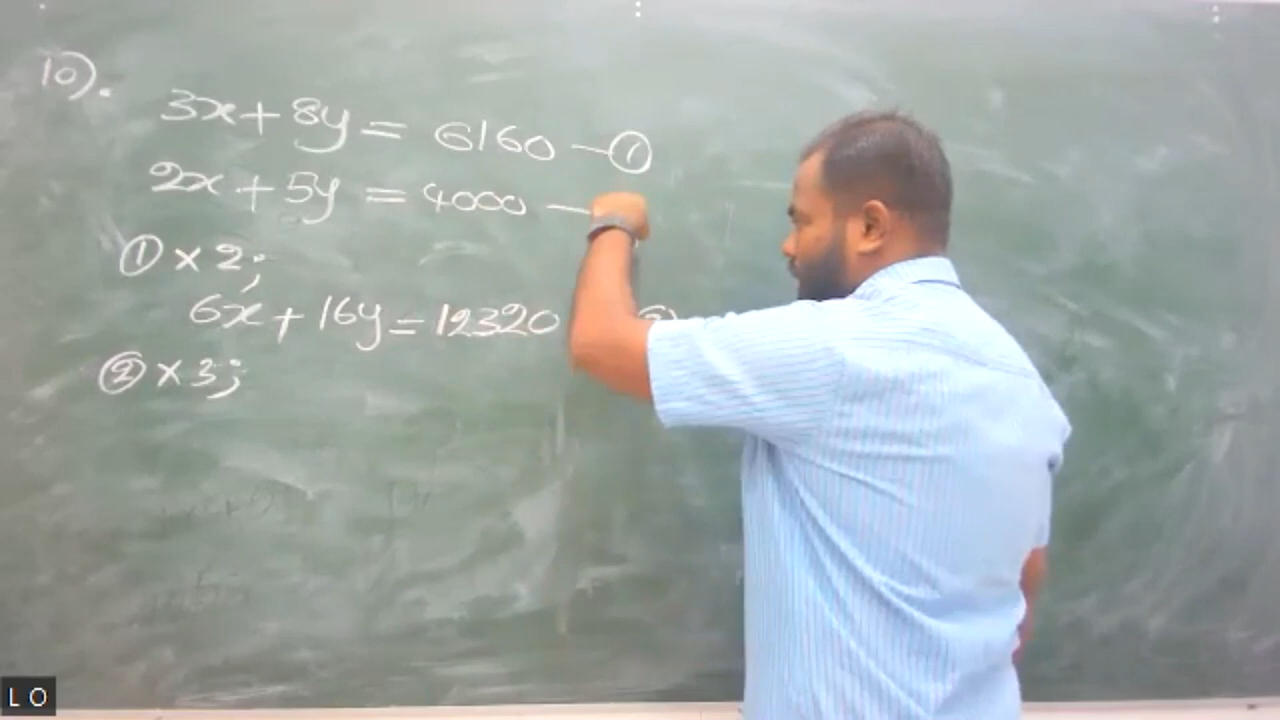 10).
3x + 8y = 6160 — ①
2x + 5y = 4000 —
① × 2;
6x + 16y = 12320
② × 3;
L O